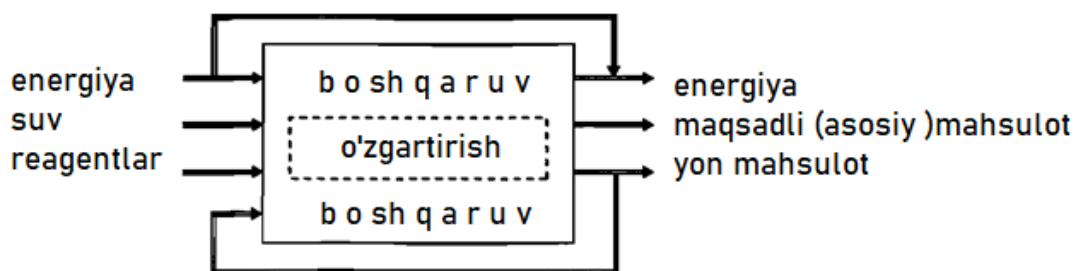 energiya
suv
reagentlar
b o sh q a r u v
o'zgartirish
b o sh q a r u v
energiya
maqsadli (asosiy )mahsulot
yon mahsulot